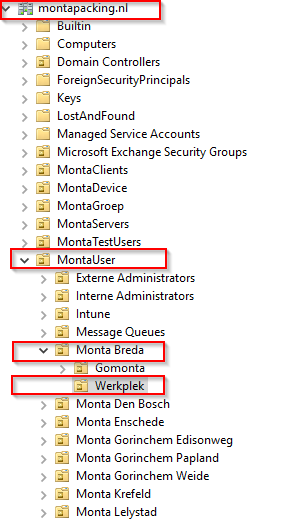 montapacking.nl
Builtin
Computers
Domain Controllers
ForeignSecurityPrincipals
Keys
LostAndFound
Managed Service Accounts
Microsoft Exchange Security Groups
MontaClients
MontaDevice
MontaGroep
MontaServers
MontaTestUsers
MontaUser
Externe Administrators
Interne Administrators
Intune
Message Queues
Monta Breda
Gomonta
Werkplek
Monta Den Bosch
Monta Enschede
Monta Gorinchem Edisonweg
Monta Gorinchem Papland
Monta Gorinchem Weide
Monta Krefeld
Monta Lelystad